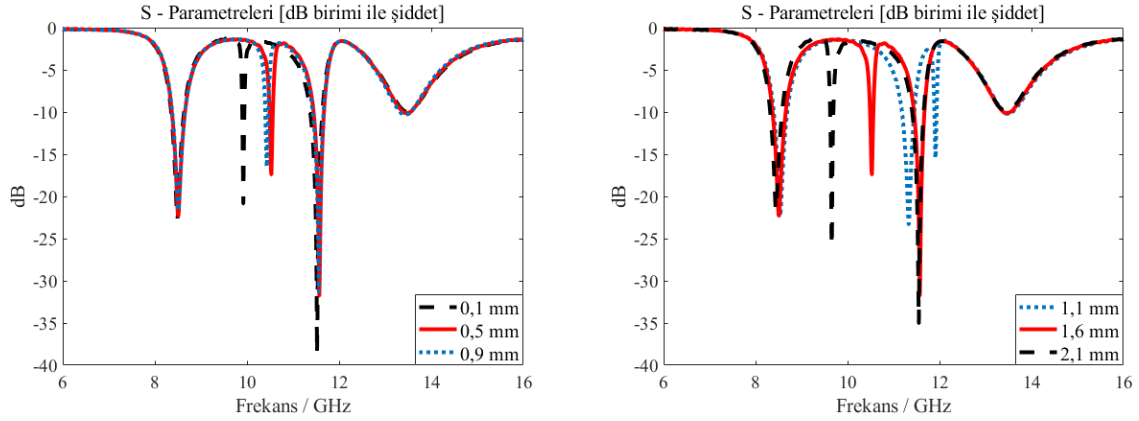 S - Parametreleri [dB birimi ile şiddet]
0
-5
-10
-15
-20
-25
-30
-35
-40
dB
0,1 mm
0,5 mm
0,9 mm
6
8
10
12
14
16
Frekans / GHz
S - Parametreleri [dB birimi ile şiddet]
0
-5
-10
-15
-20
-25
-30
-35
-40
dB
1,1 mm
1,6 mm
2,1 mm
6
8
10
12
14
16
Frekans / GHz